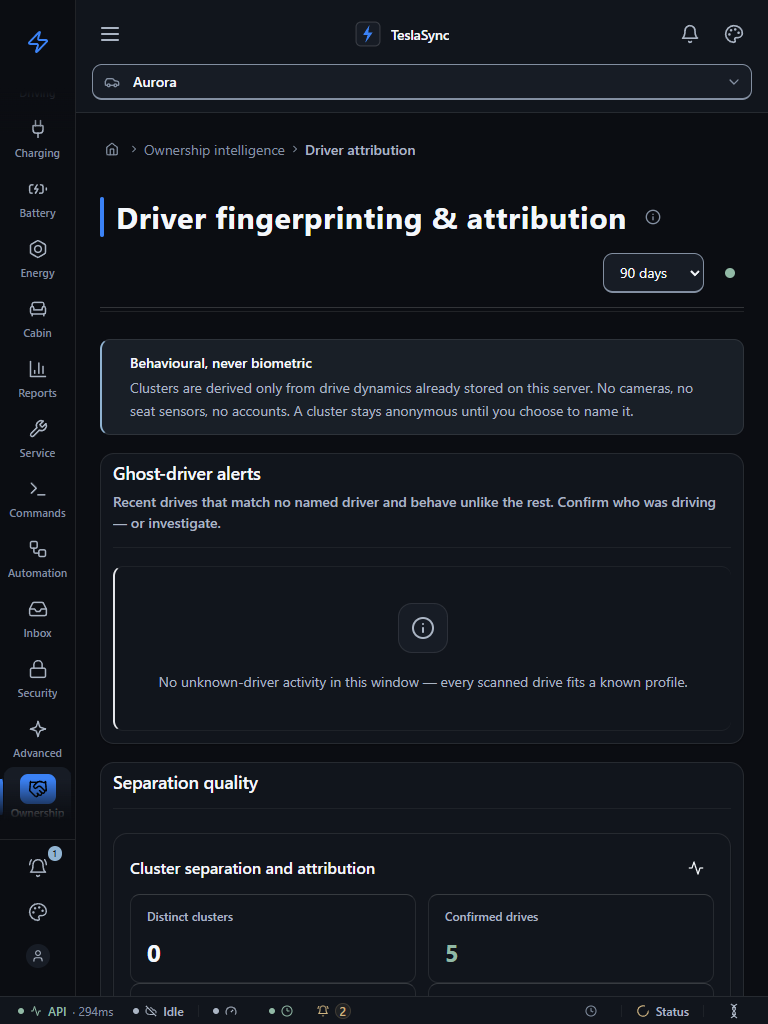 TeslaSync
Aurora
Driving
Charging
Battery
Energy
Cabin
Reports
Service
Commands
Automation
Inbox
Security
Advanced
Ownership
1
Ownership intelligence
Driver attribution
Driver fingerprinting & attribution
90 days
Behavioural, never biometric
Clusters are derived only from drive dynamics already stored on this server. No cameras, no
seat sensors, no accounts. A cluster stays anonymous until you choose to name it.
Ghost-driver alerts
Recent drives that match no named driver and behave unlike the rest. Confirm who was driving
— or investigate.
No unknown-driver activity in this window — every scanned drive fits a known profile.
Separation quality
Cluster separation and attribution
Distinct clusters
0
Confirmed drives
5
API · 294ms
Idle
2
Status